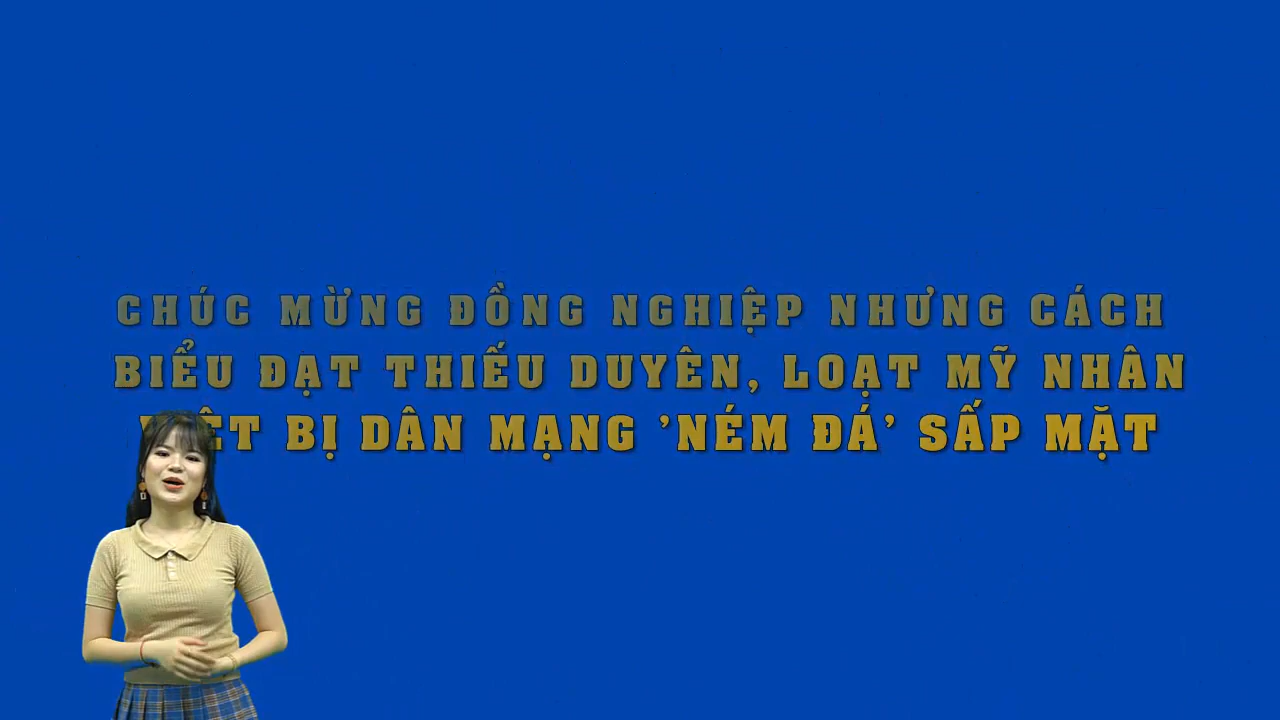 CHÚC MỪNG ĐỒNG NGHIỆP NHƯNG CÁCH
BIỂU ĐẠT THIẾU DUYÊN, LOẠT MỸ NHÂN
BỊ DÂN MẠNG 'NÉM ĐÁ' SẤP MẶT